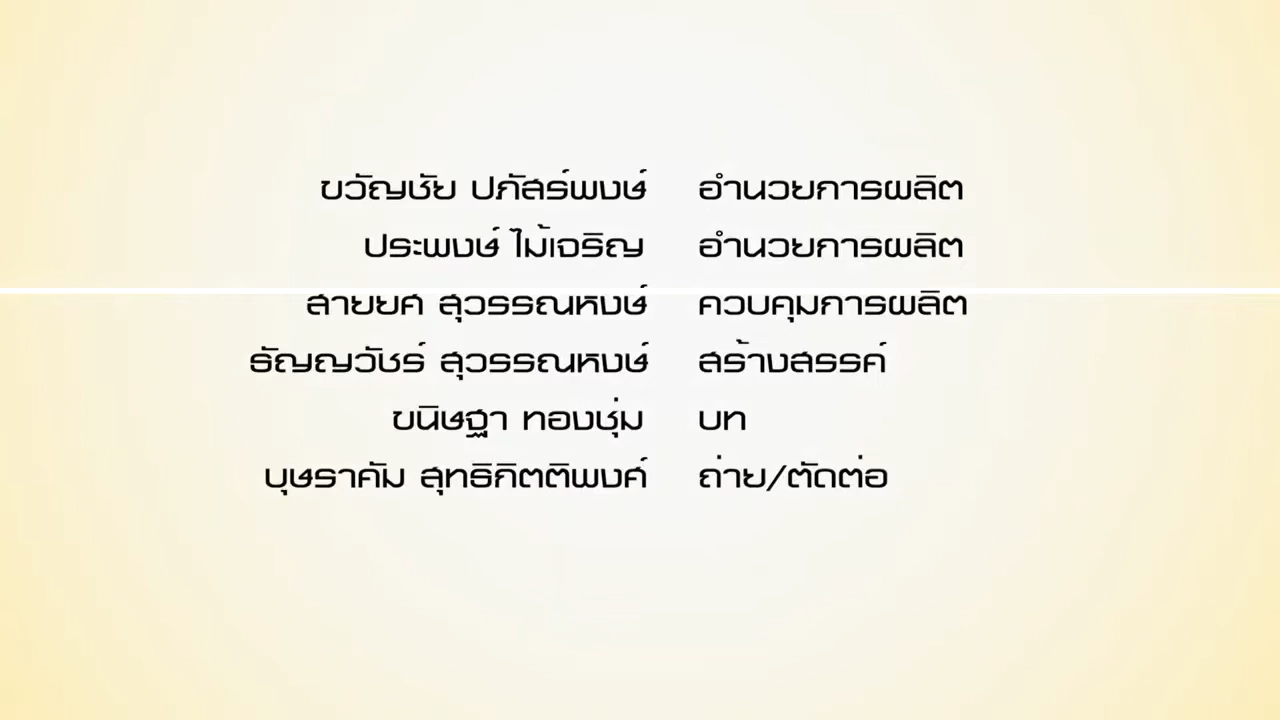 ขวัญชัย ปภัสร์พงษ์ อำนวยการผลิต
ประพงษ์ ไม้เจริญ อำนวยการผลิต
สายยศ สุวรรณหงษ์ ควบคุมการผลิต
ธัญญวัชร์ สุวรรณหงษ์ สร้างสรรค์
ขนิษฐา ทองชุ่ม บท
บุษราคัม สุทธิกิตติพงศ์ ถ่าย/ตัดต่อ